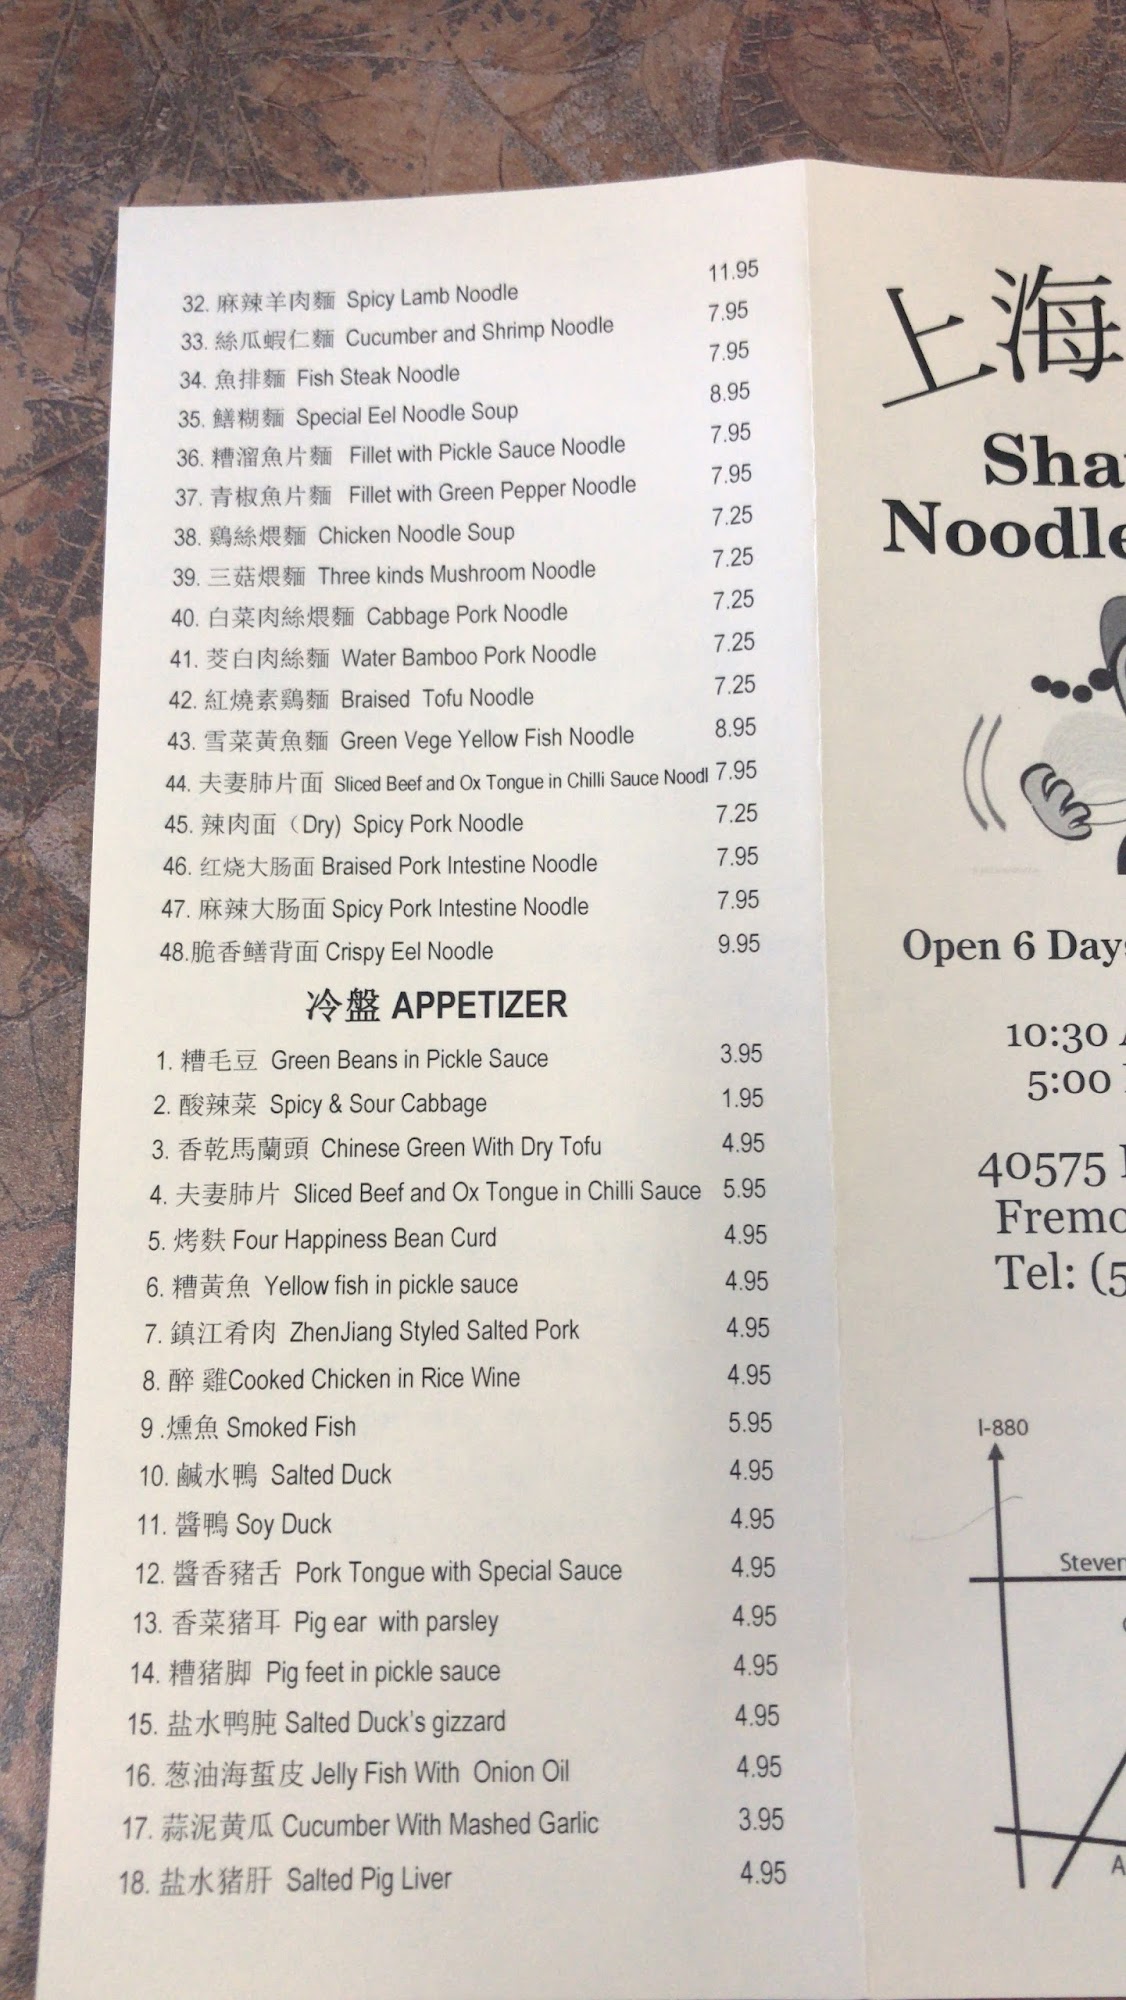 32. 麻辣羊肉麵 Spicy Lamb Noodle 11.95
33. 絲瓜蝦仁麵 Cucumber and Shrimp Noodle 7.95
34. 魚排麵 Fish Steak Noodle 7.95
35. 鱔糊麵 Special Eel Noodle Soup 8.95
36. 糟溜魚片麵 Fillet with Pickle Sauce Noodle 7.95
37. 青椒魚片麵 Fillet with Green Pepper Noodle 7.95
38. 鷄絲煨麵 Chicken Noodle Soup 7.25
39. 三菇煨麵 Three kinds Mushroom Noodle 7.25
40. 白菜肉絲煨麵 Cabbage Pork Noodle 7.25
41. 茭白肉絲麵 Water Bamboo Pork Noodle 7.25
42. 紅燒素鷄麵 Braised Tofu Noodle 7.25
43. 雪菜黃魚麵 Green Vege Yellow Fish Noodle 8.95
44. 夫妻肺片面 Sliced Beef and Ox Tongue in Chilli Sauce Noodl 7.95
45. 辣肉面（Dry) Spicy Pork Noodle 7.25
46. 红烧大肠面 Braised Pork Intestine Noodle 7.95
47. 麻辣大肠面 Spicy Pork Intestine Noodle 7.95
48.脆香鳝背面 Crispy Eel Noodle 9.95
冷盤 APPETIZER
1. 糟毛豆 Green Beans in Pickle Sauce 3.95
2. 酸辣菜 Spicy & Sour Cabbage 1.95
3. 香乾馬蘭頭 Chinese Green With Dry Tofu 4.95
4. 夫妻肺片 Sliced Beef and Ox Tongue in Chilli Sauce 5.95
5. 烤麩 Four Happiness Bean Curd 4.95
6. 糟黃魚 Yellow fish in pickle sauce 4.95
7. 鎮江肴肉 ZhenJiang Styled Salted Pork 4.95
8. 醉 雞Cooked Chicken in Rice Wine 4.95
9 .燻魚 Smoked Fish 5.95
10. 鹹水鴨 Salted Duck 4.95
11. 醬鴨 Soy Duck 4.95
12. 醬香豬舌 Pork Tongue with Special Sauce 4.95
13. 香菜猪耳 Pig ear with parsley 4.95
14. 糟猪脚 Pig feet in pickle sauce 4.95
15. 盐水鸭肫 Salted Duck's gizzard 4.95
16. 葱油海蜇皮 Jelly Fish With Onion Oil 4.95
17. 蒜泥黄瓜 Cucumber With Mashed Garlic 3.95
18. 盐水猪肝 Salted Pig Liver 4.95
上海
Sha
Noodle
Open 6 Days
10:30
5:00
40575
Fremo
Tel: (5
I-880
Steven
A